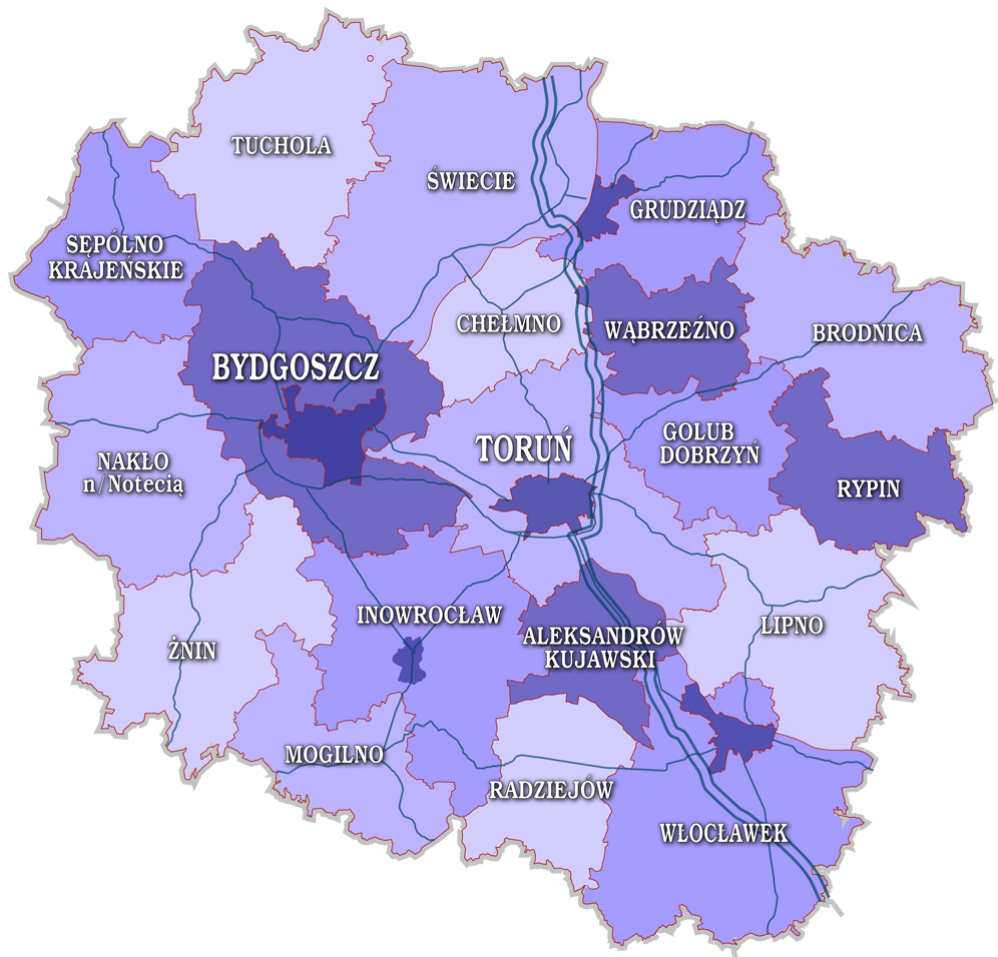 TUCHOLA
ŚWIECIE
GRUDZIĄDZ
SĘPÓLNO
KRAJEŃSKIE
CHEŁMNO
WĄBRZEŹNO
BRODNICA
BYDGOSZCZ
TORUŃ
GOLUB
DOBRZYŃ
NAKŁO
n/Notecią
RYPIN
INOWROCŁAW
ALEKSANDRÓW
KUJAWSKI
LIPNO
ŻNIN
MOGILNO
RADZIEJÓW
WŁOCŁAWEK